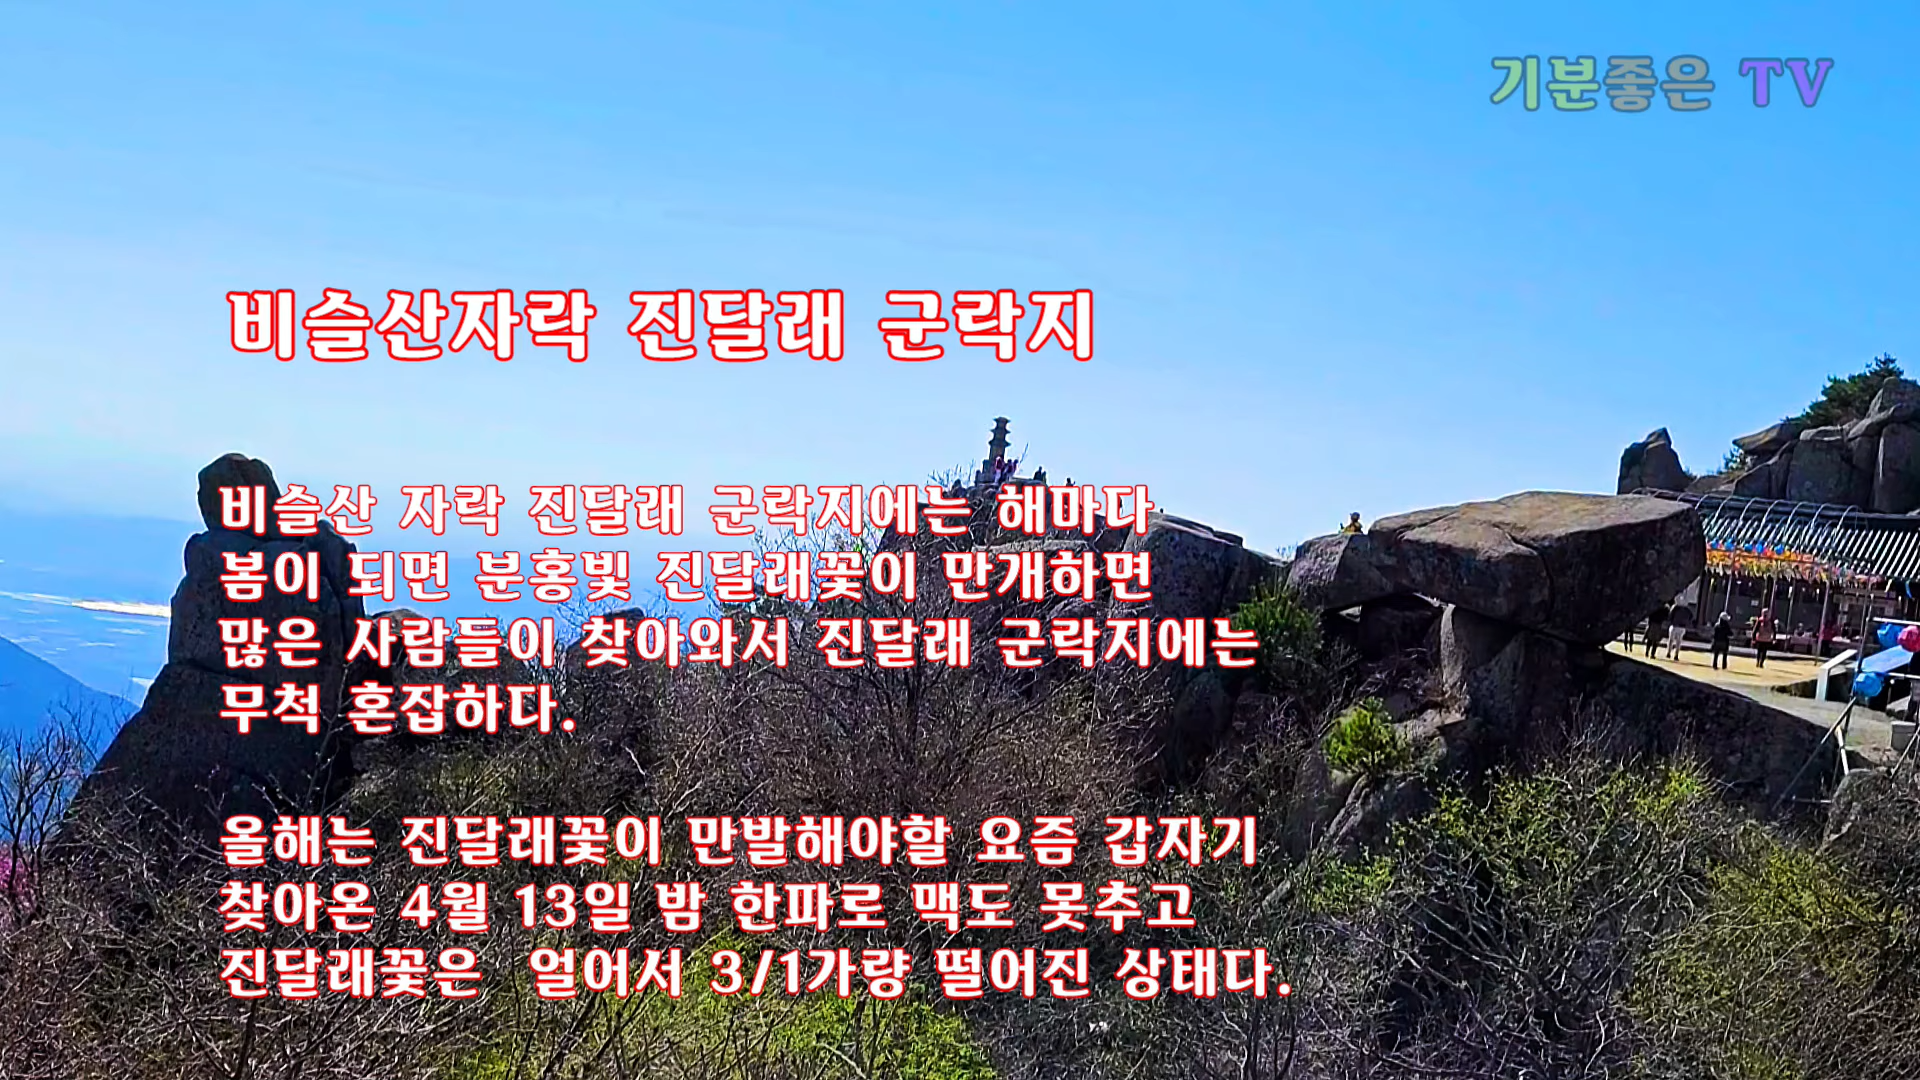 기분좋은 TV
비슬산자락 진달래 군락지
비슬산 자락 진달래 군락지에는 해마다
봄이 되면 분홍빛 진달래꽃이 만개하면
많은 사람들이 찾아와서 진달래 군락지에는
무척 혼잡하다.
올해는 진달래꽃이 만발해야할 요즘 갑자기
찾아온 4월 13일 밤 한파로 맥도 못추고
진달래꽃은 얼어서 3/1가량 떨어진 상태다.